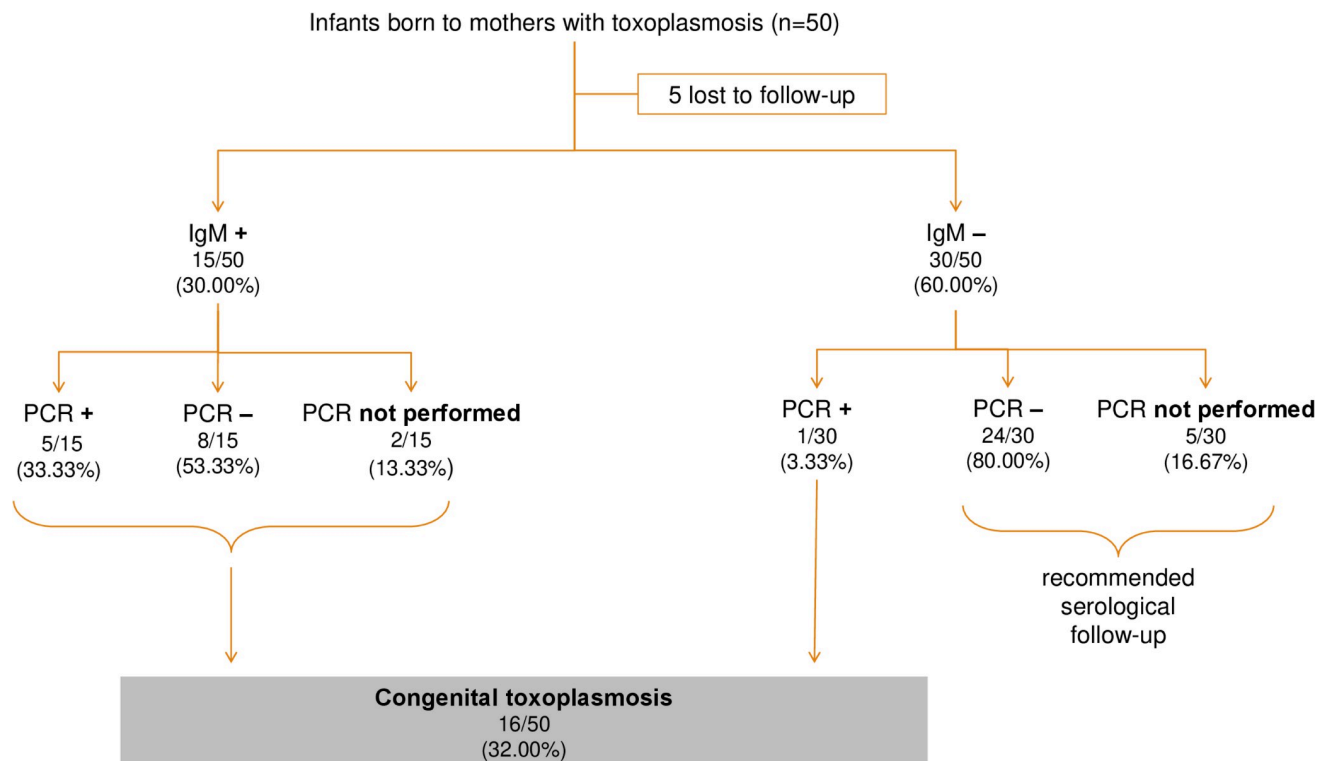 Infants born to mothers with toxoplasmosis (n=50)
5 lost to follow-up
IgM +
15/50
(30.00%)
IgM –
30/50
(60.00%)
PCR +
5/15
(33.33%)
PCR –
8/15
(53.33%)
PCR not performed
2/15
(13.33%)
PCR +
1/30
(3.33%)
PCR –
24/30
(80.00%)
PCR not performed
5/30
(16.67%)
recommended
serological
follow-up
Congenital toxoplasmosis
16/50
(32.00%)